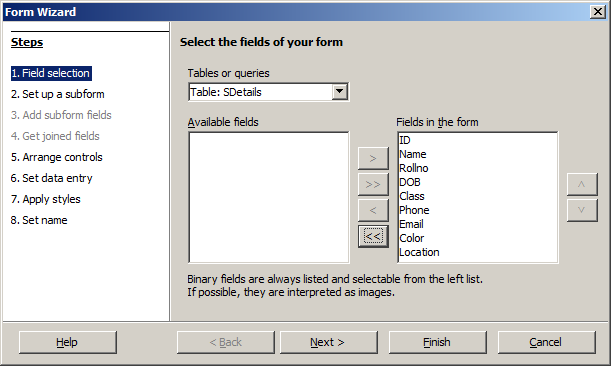 Form Wizard
Steps
1. Field selection
2. Set up a subform
3. Add subform fields
4. Get joined fields
5. Arrange controls
6. Set data entry
7. Apply styles
8. Set name
Select the fields of your form
Tables or queries
Table: SDetails
Available fields
Fields in the form
ID
Name
Rollno
DOB
Class
Phone
Email
Color
Location
>
>>
<
<<
^
v
Binary fields are always listed and selectable from the left list.
If possible, they are interpreted as images.
Help
< Back
Next >
Finish
Cancel